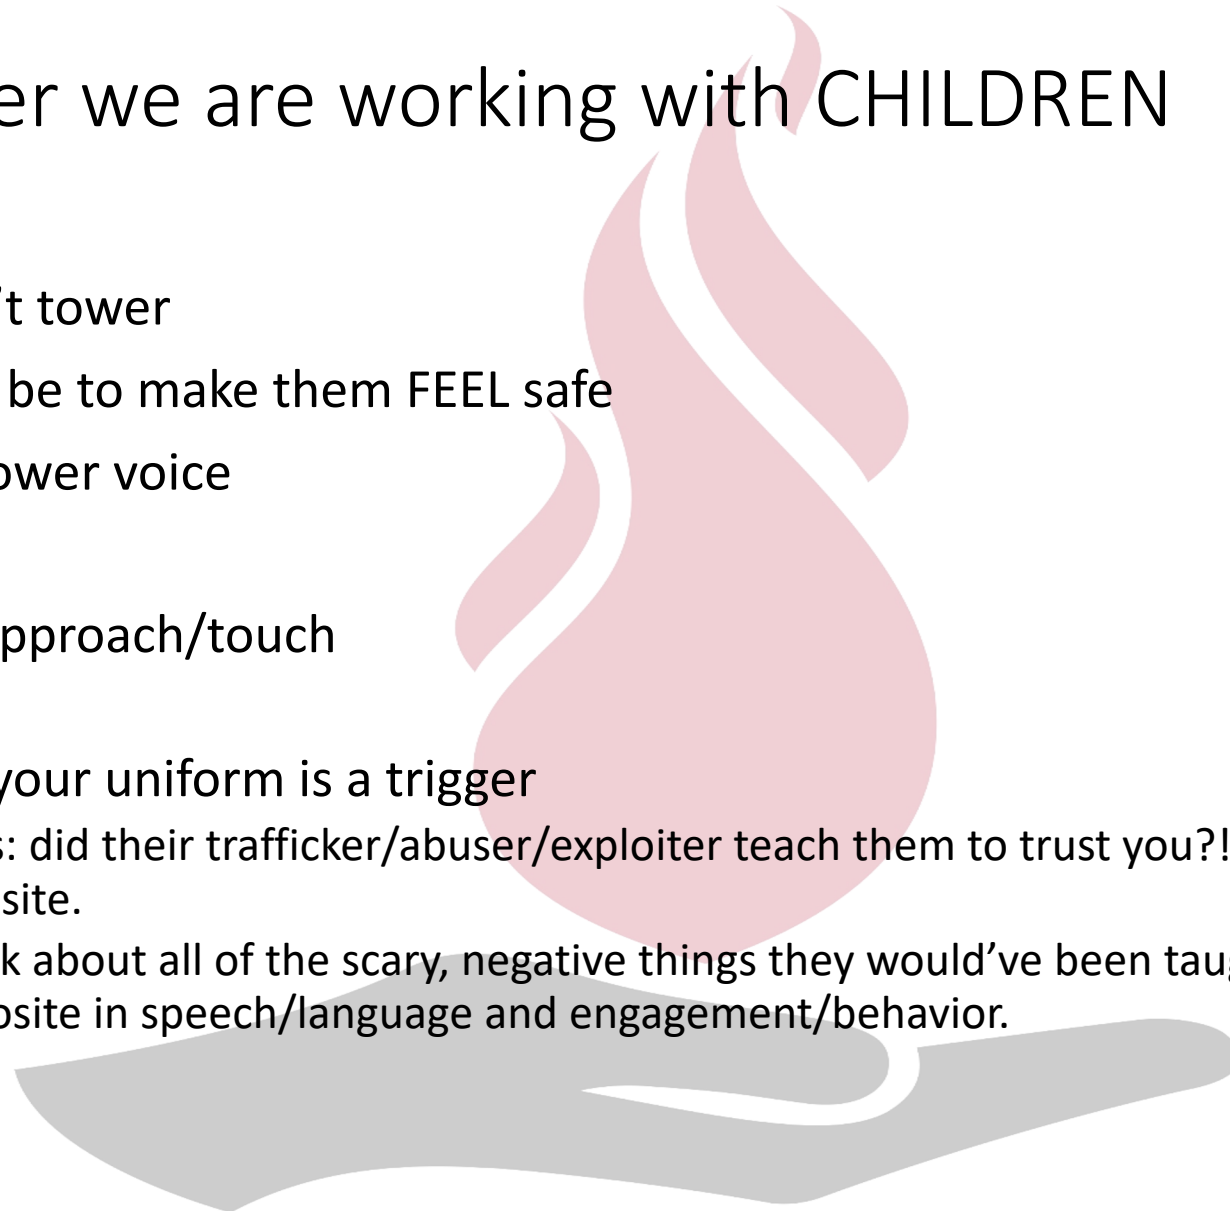 er we are working with CHILDREN
't tower
be to make them FEEL safe
ower voice
pproach/touch
your uniform is a trigger
s: did their trafficker/abuser/exploiter teach them to trust you?!
site.
k about all of the scary, negative things they would’ve been taug
osite in speech/language and engagement/behavior.